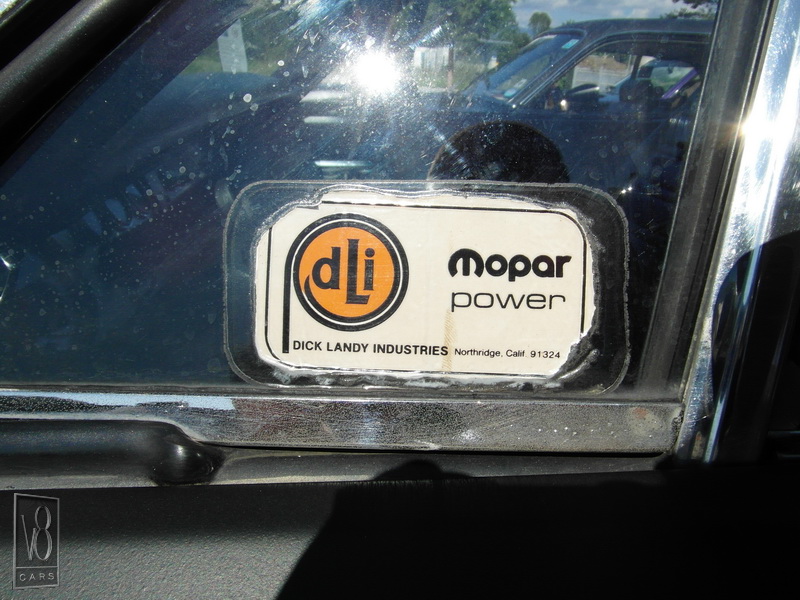 dLi
mopar
power
DICK LANDY INDUSTRIES Northridge, Calif. 91324
V8
CARS